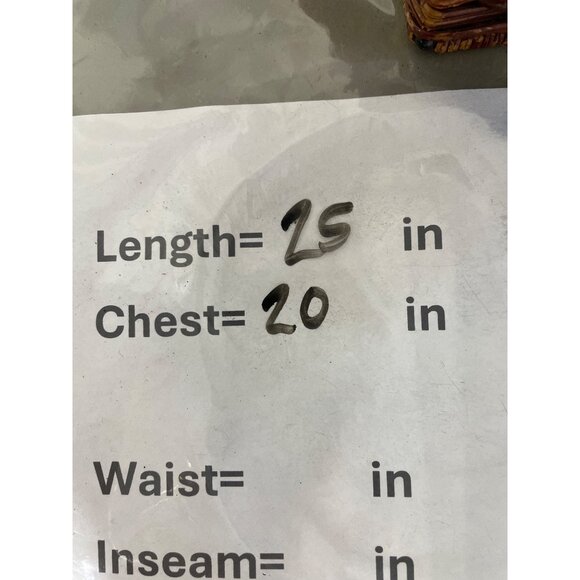 Length= 25 in
Chest= 20 in
Waist= in
Inseam= in